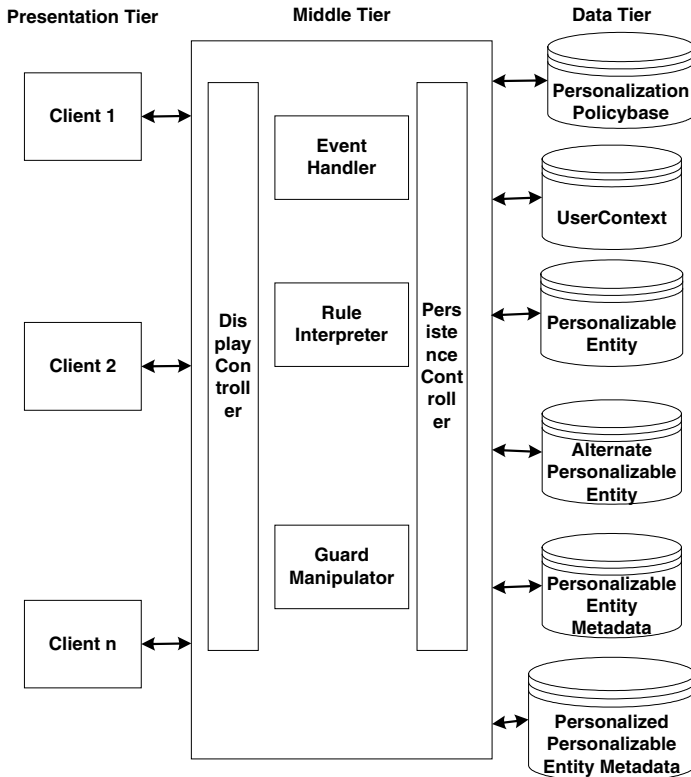 Presentation Tier
Middle Tier
Data Tier
Client 1
Client 2
Client n
Dis
play
Con
troll
er
Event
Handler
Rule
Interpreter
Guard
Manipulator
Pers
iste
nce
Cont
roll
er
Personalization
Policybase
UserContext
Personalizable
Entity
Alternate
Personalizable
Entity
Personalizable
Entity
Metadata
Personalized
Personalizable
Entity Metadata